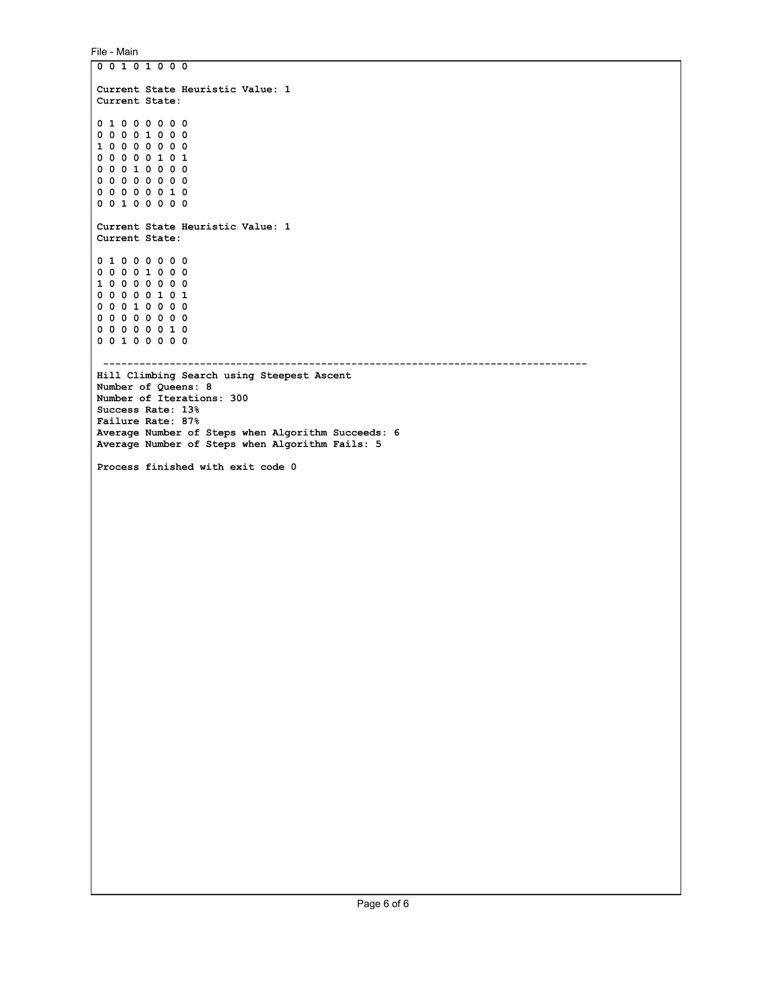 File - Main
0 0 1 0 1 0 0 0
Current State Heuristic Value: 1
Current State:
0 1 0 0 0 0 0 0
0 0 0 0 1 0 0 0
1 0 0 0 0 0 0 0
0 0 0 0 0 1 0 1
0 0 0 1 0 0 0 0
0 0 0 0 0 0 0 0
0 0 0 0 0 0 1 0
0 0 1 0 0 0 0 0
Current State Heuristic Value: 1
Current State:
0 1 0 0 0 0 0 0
0 0 0 0 1 0 0 0
1 0 0 0 0 0 0 0
0 0 0 0 0 1 0 1
0 0 0 1 0 0 0 0
0 0 0 0 0 0 0 0
0 0 0 0 0 0 1 0
0 0 1 0 0 0 0 0
--------------------------------------------------------------------------------
Hill Climbing Search using Steepest Ascent
Number of Queens: 8
Number of Iterations: 300
Success Rate: 13%
Failure Rate: 87%
Average Number of Steps when Algorithm Succeeds: 6
Average Number of Steps when Algorithm Fails: 5
Process finished with exit code 0
Page 6 of 6